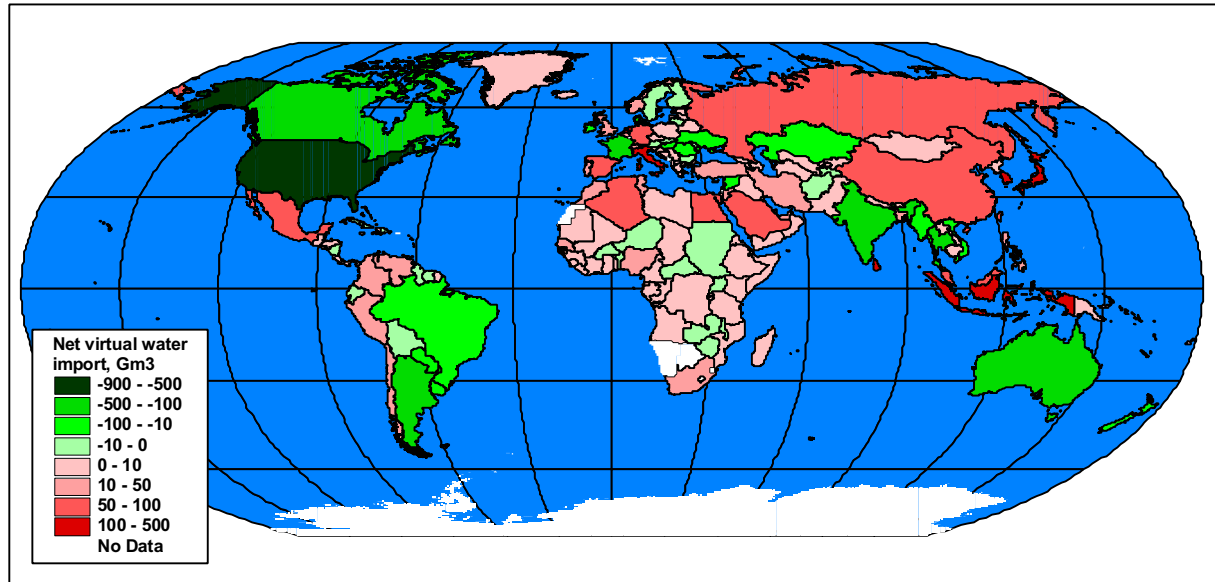 Net virtual water
import, Gm3
-900 - -500
-500 - -100
-100 - -10
-10 - 0
0 - 10
10 - 50
50 - 100
100 - 500
No Data